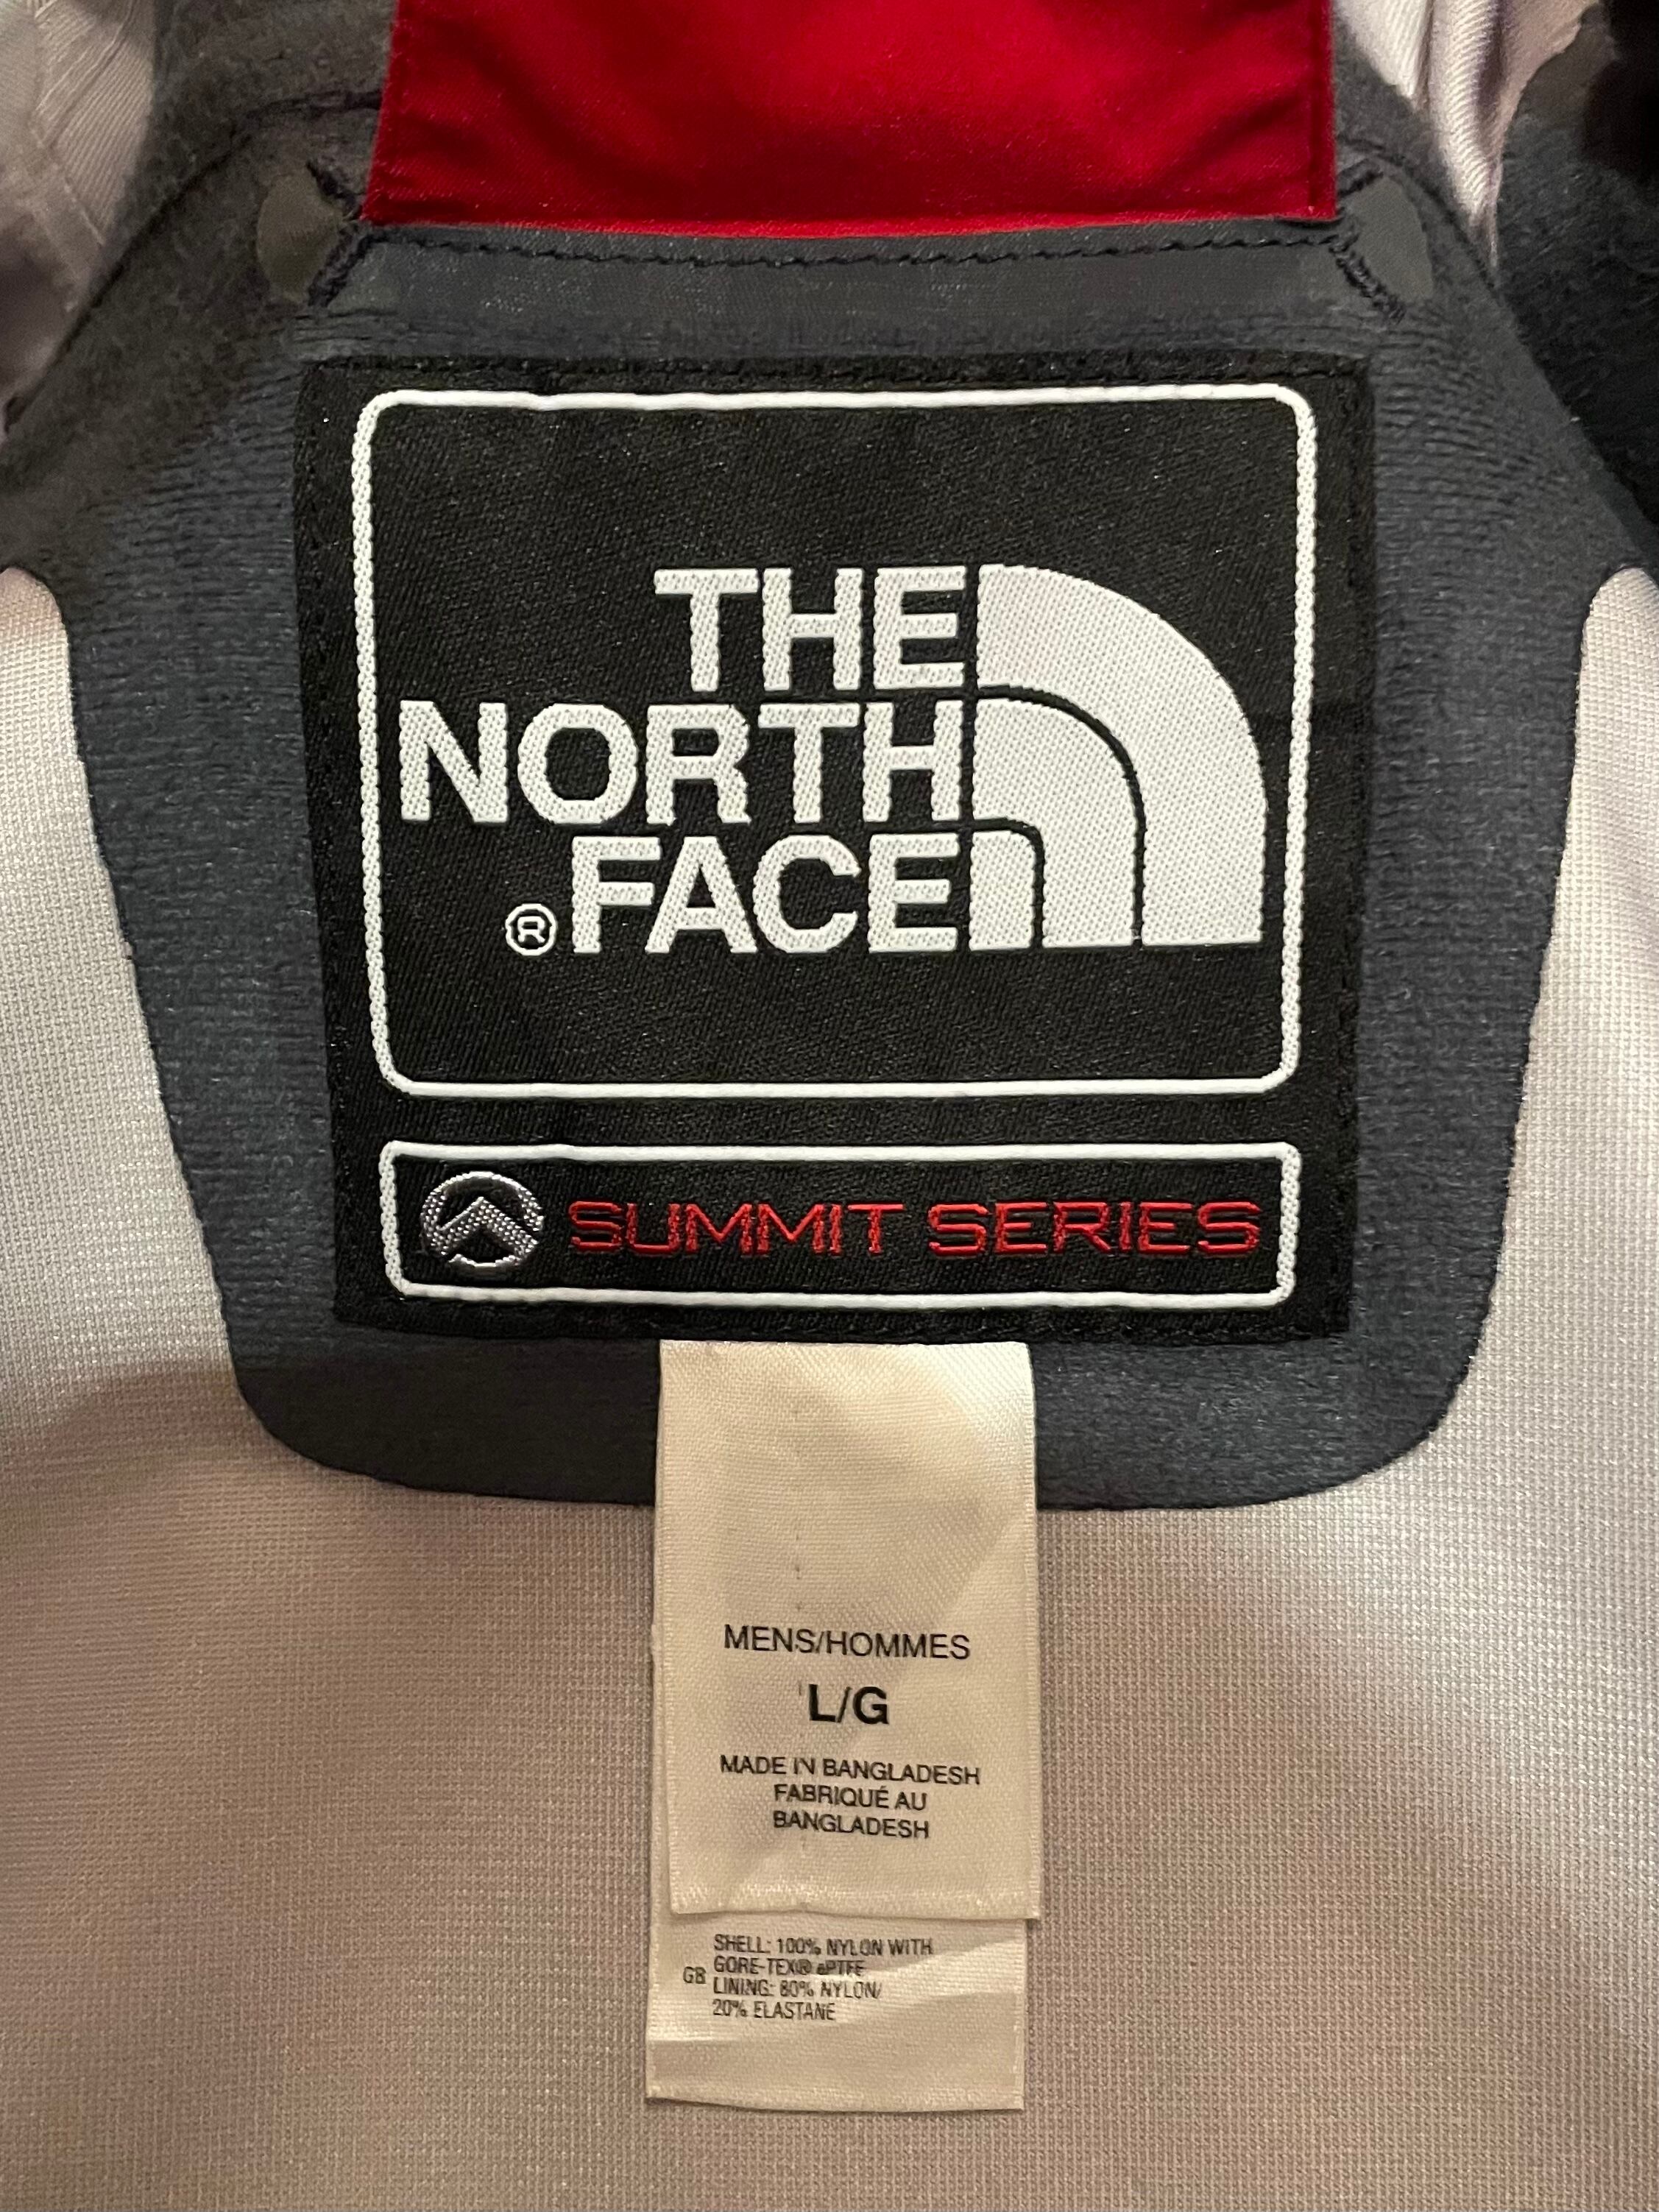 THE
NORTH
FACE
®
SUMMIT SERIES
MENS/HOMMES
L/G
MADE IN BANGLADESH
FABRIQUÉ AU
BANGLADESH
SHELL: 100% NYLON WITH
GORE-TEX® ePTFE
GB
LINING: 80% NYLON/
20% ELASTANE